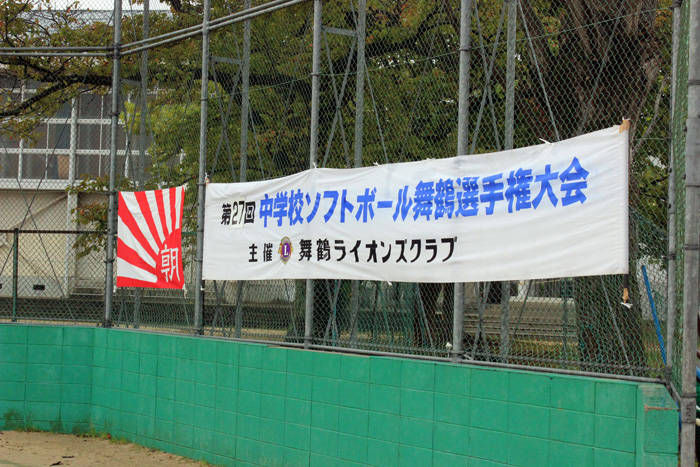 朝
第27回 中学校ソフトボール舞鶴選手権大会
主催 L 舞鶴ライオンズクラブ